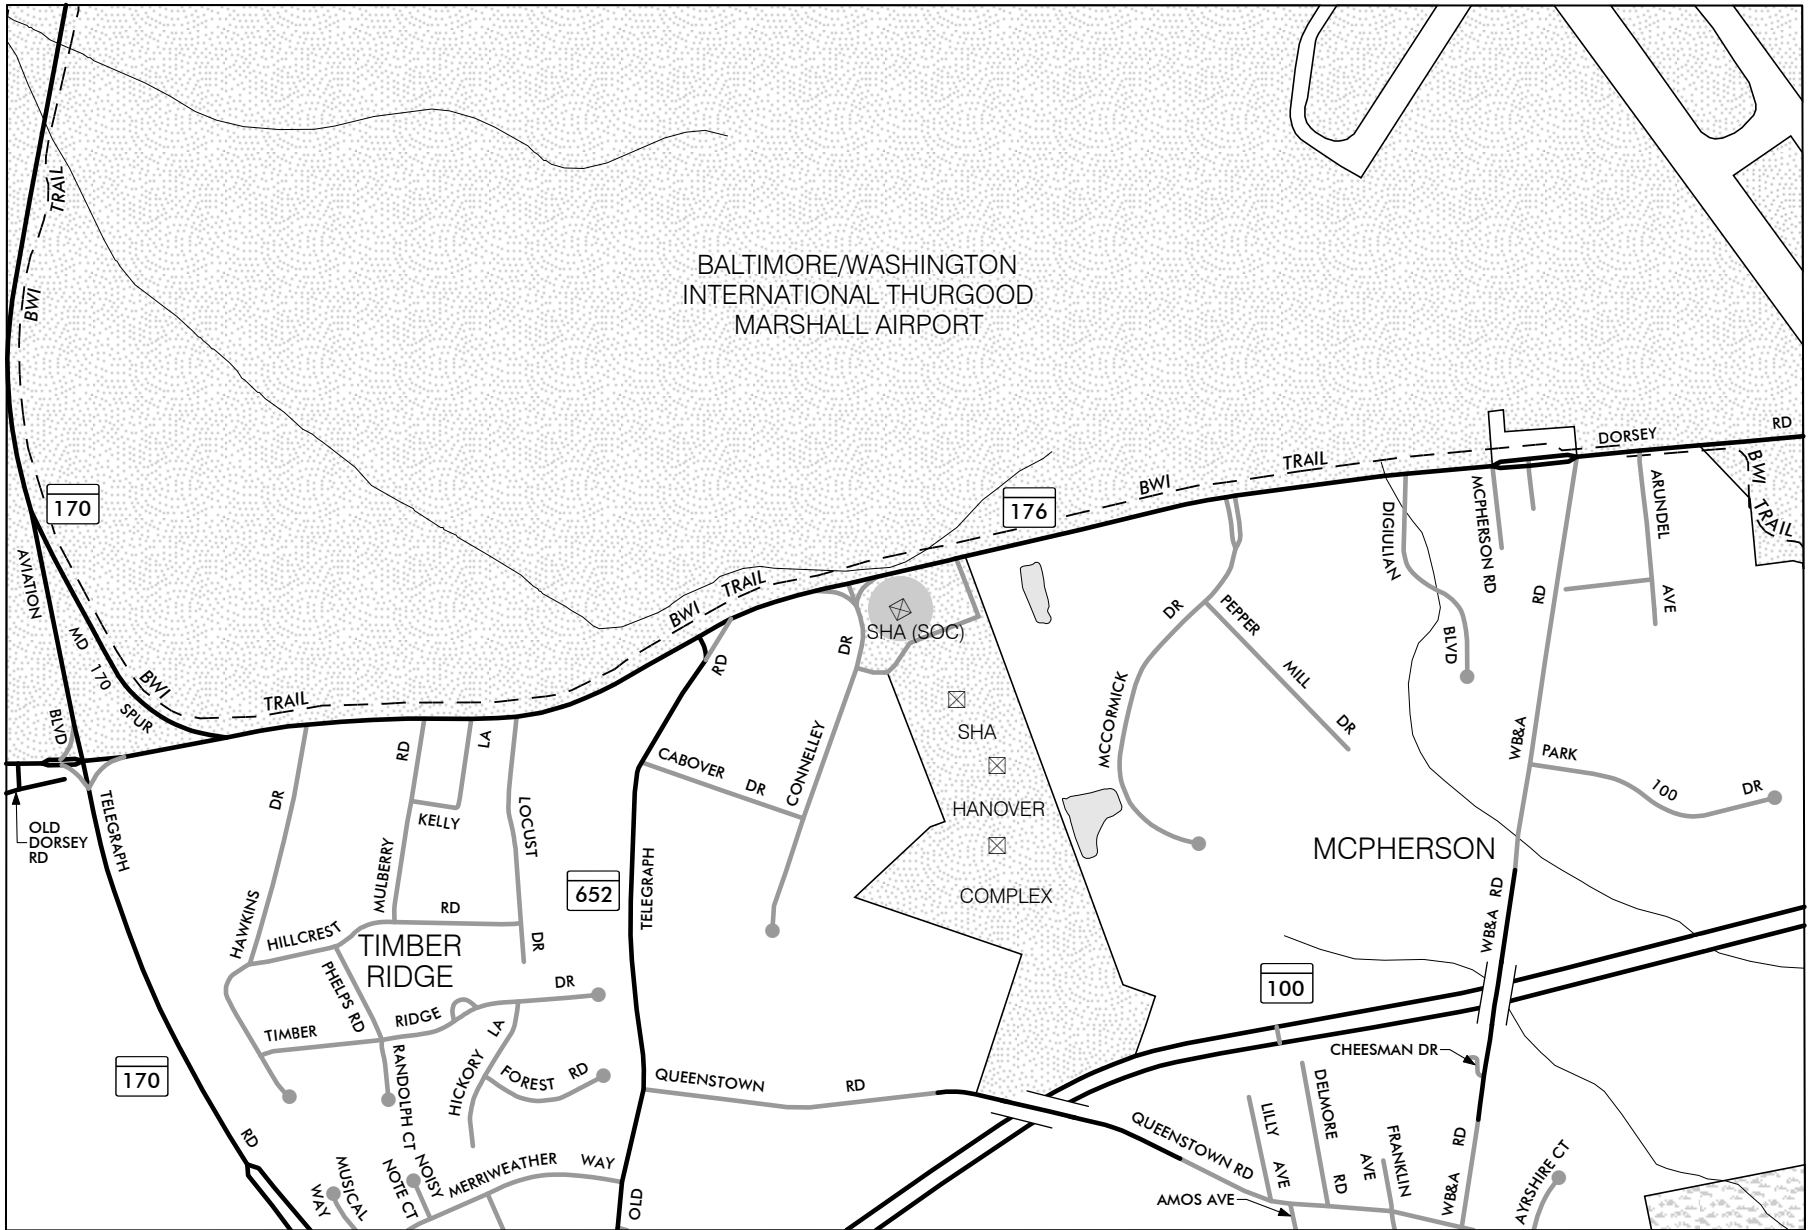 BALTIMORE/WASHINGTON
INTERNATIONAL THURGOOD
MARSHALL AIRPORT
BWI TRAIL
170
AVIATION BLVD
MD 170 SPUR
BWI TRAIL
BWI TRAIL
176
BWI TRAIL
DORSEY RD
BWI TRAIL
OLD
DORSEY
RD
TELEGRAPH RD
170
HAWKINS DR
MULBERRY RD
KELLY LA
LOCUST DR
HILLCREST RD
TIMBER
RIDGE
PHELPS RD
TIMBER RIDGE DR
RANDOLPH CT
HICKORY LA
FOREST RD
MUSICAL
WAY
NOISY
NOTE CT
MERRIWEATHER WAY
652
OLD TELEGRAPH RD
CABOVER DR
CONNELLEY DR
SHA (SOC)
SHA
HANOVER
COMPLEX
QUEENSTOWN RD
MCCORMICK DR
PEPPER MILL DR
DIGIULIAN BLVD
MCPHERSON RD
WB&A RD
ARUNDEL AVE
PARK 100 DR
MCPHERSON
WB&A RD
100
CHEESMAN DR
QUEENSTOWN RD
LILLY AVE
DELMORE RD
FRANKLIN AVE
WB&A RD
AYRSHIRE CT
AMOS AVE